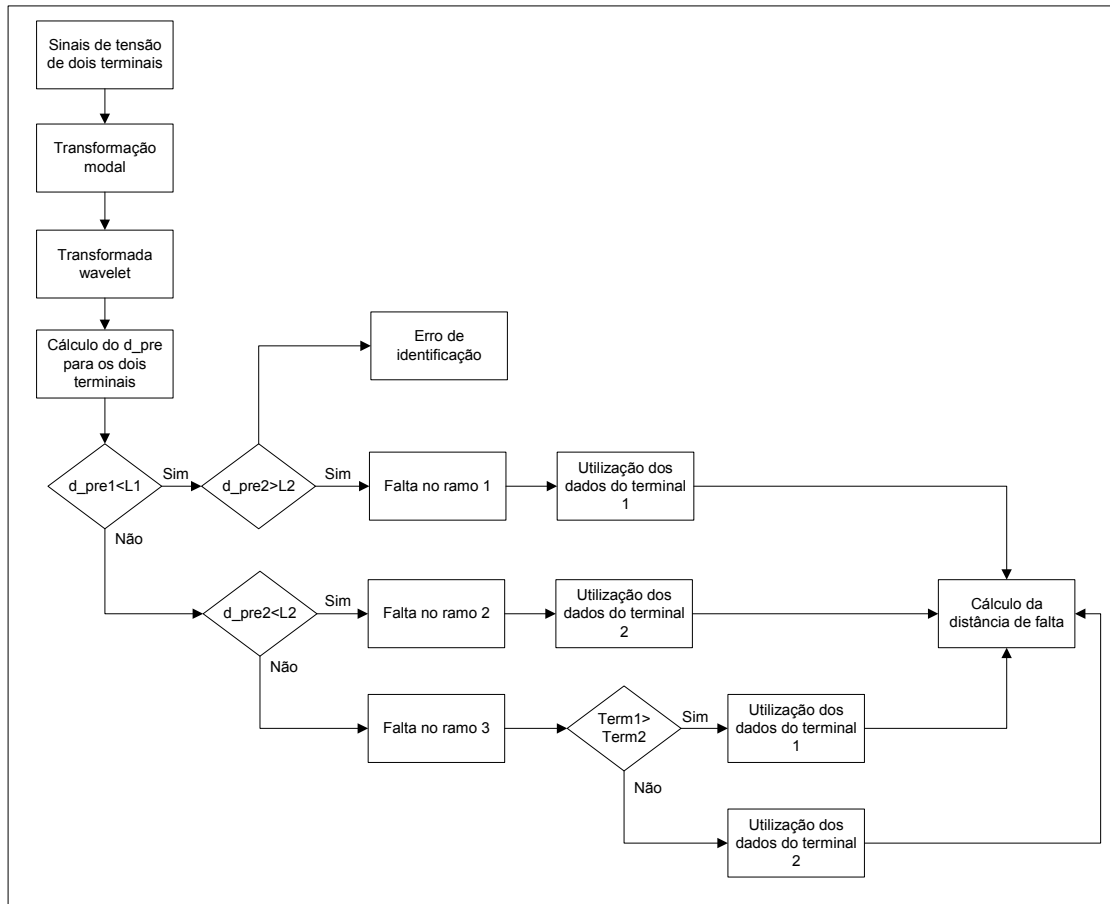 Sinais de tensão
de dois terminais
Transformação
modal
Transformada
wavelet
Cálculo do d_pre
para os dois
terminais
Erro de
identificação
d_pre1<L1
Sim
d_pre2>L2
Sim
Falta no ramo 1
Utilização dos
dados do terminal
1
Não
d_pre2<L2
Sim
Falta no ramo 2
Utilização dos
dados do terminal
2
Cálculo da
distância de falta
Não
Falta no ramo 3
Term1>
Term2
Sim
Utilização dos
dados do terminal
1
Não
Utilização dos
dados do terminal
2